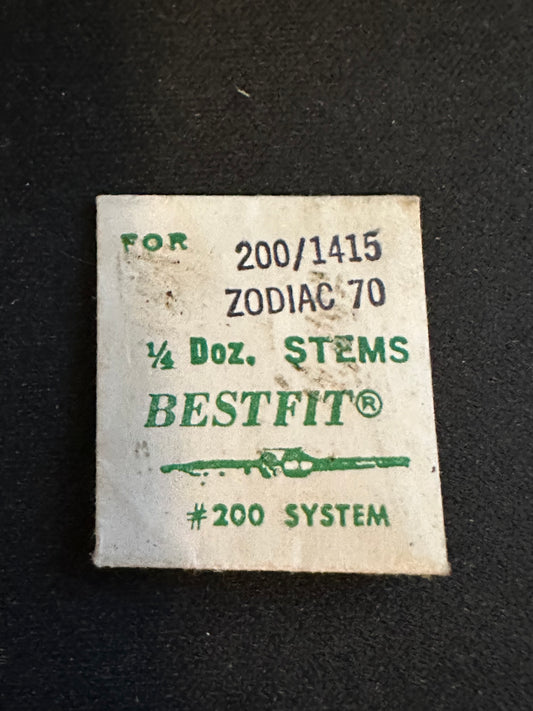 FOR 200/1415
ZODIAC 70
¼ Doz. STEMS
BESTFIT®
#200 SYSTEM